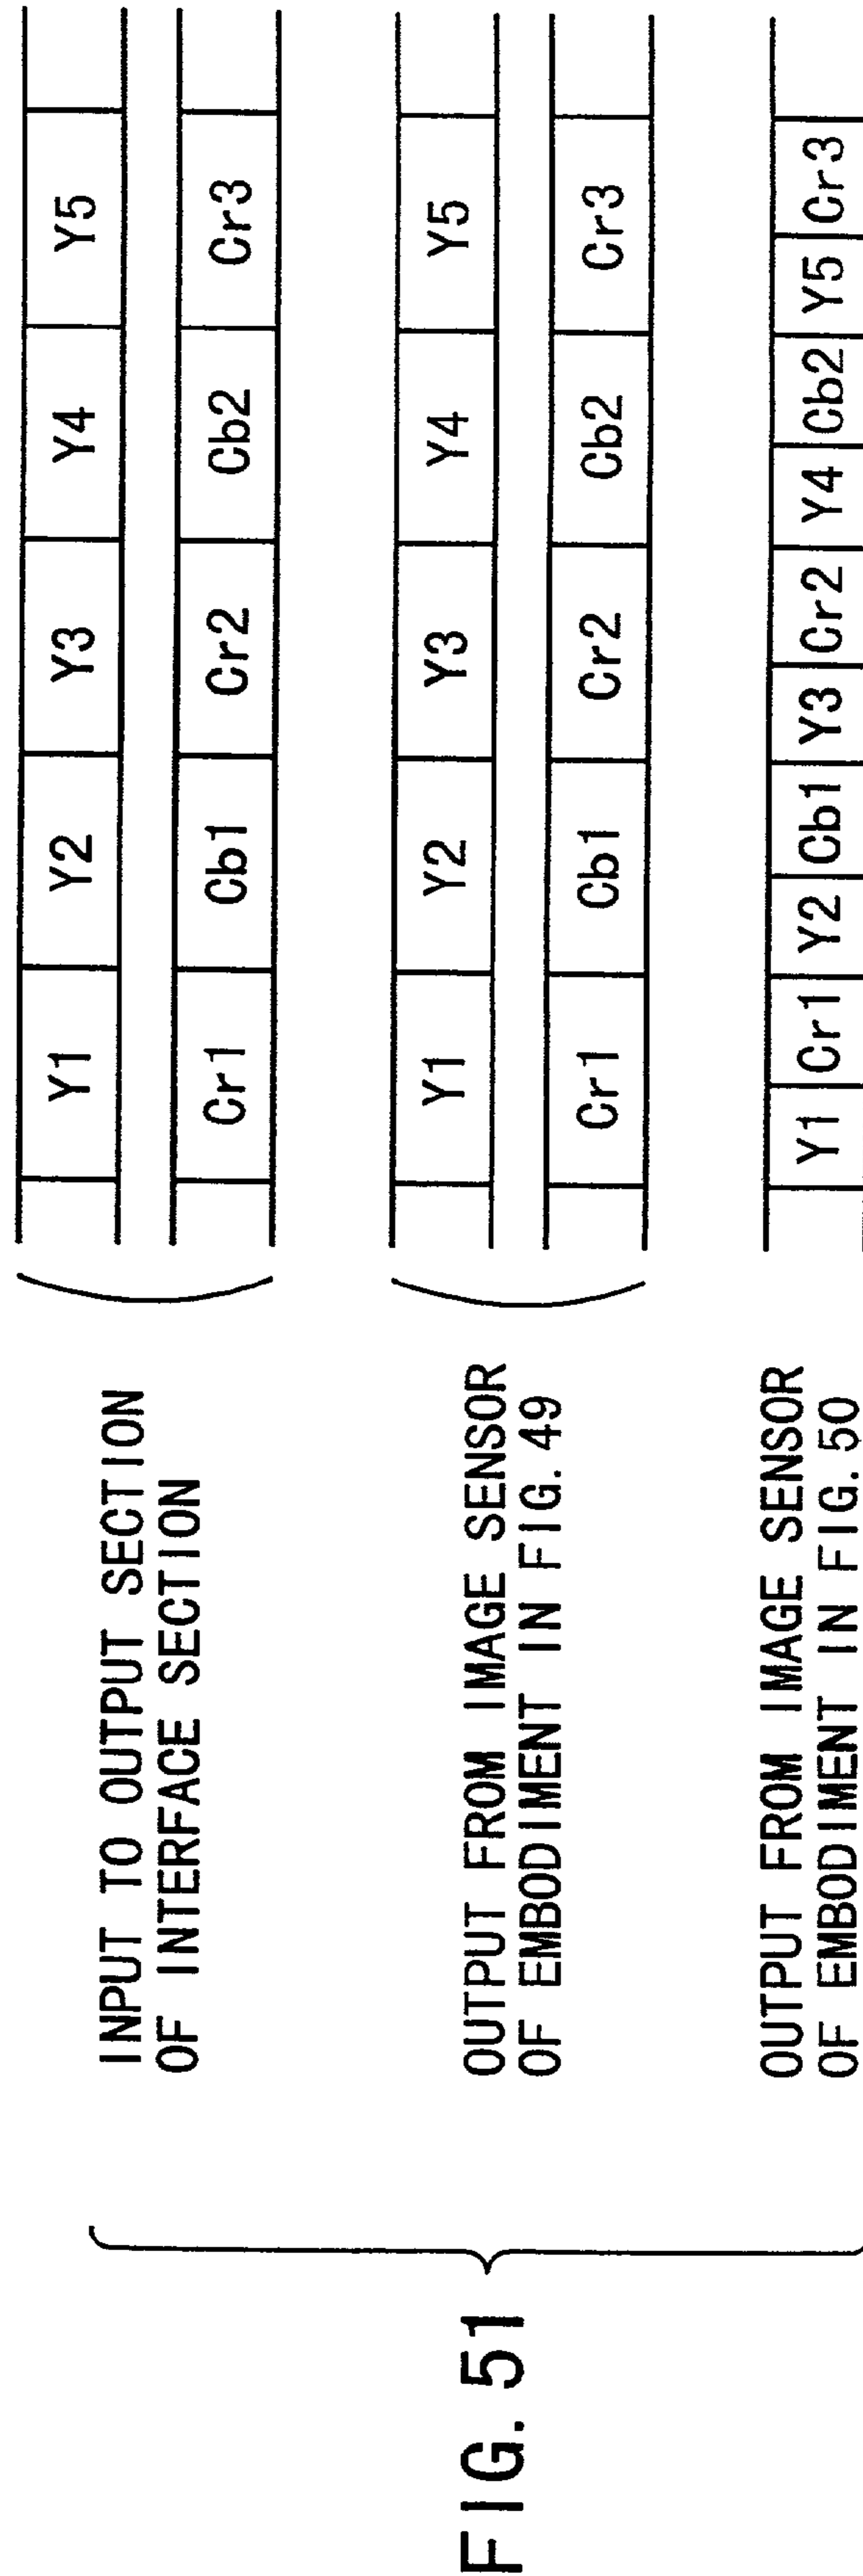 INPUT TO OUTPUT SECTION
OF INTERFACE SECTION
Y1 Y2 Y3 Y4 Y5
Cr1 Cb1 Cr2 Cb2 Cr3
OUTPUT FROM IMAGE SENSOR
OF EMBODIMENT IN FIG. 49
Y1 Y2 Y3 Y4 Y5
Cr1 Cb1 Cr2 Cb2 Cr3
OUTPUT FROM IMAGE SENSOR
OF EMBODIMENT IN FIG. 50
Y1 Cr1 Y2 Cb1 Y3 Cr2 Y4 Cb2 Y5 Cr3
FIG. 51